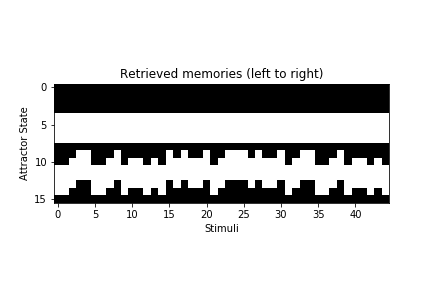 Retrieved memories (left to right)
Attractor State
0
5
10
15
0 5 10 15 20 25 30 35 40
Stimuli